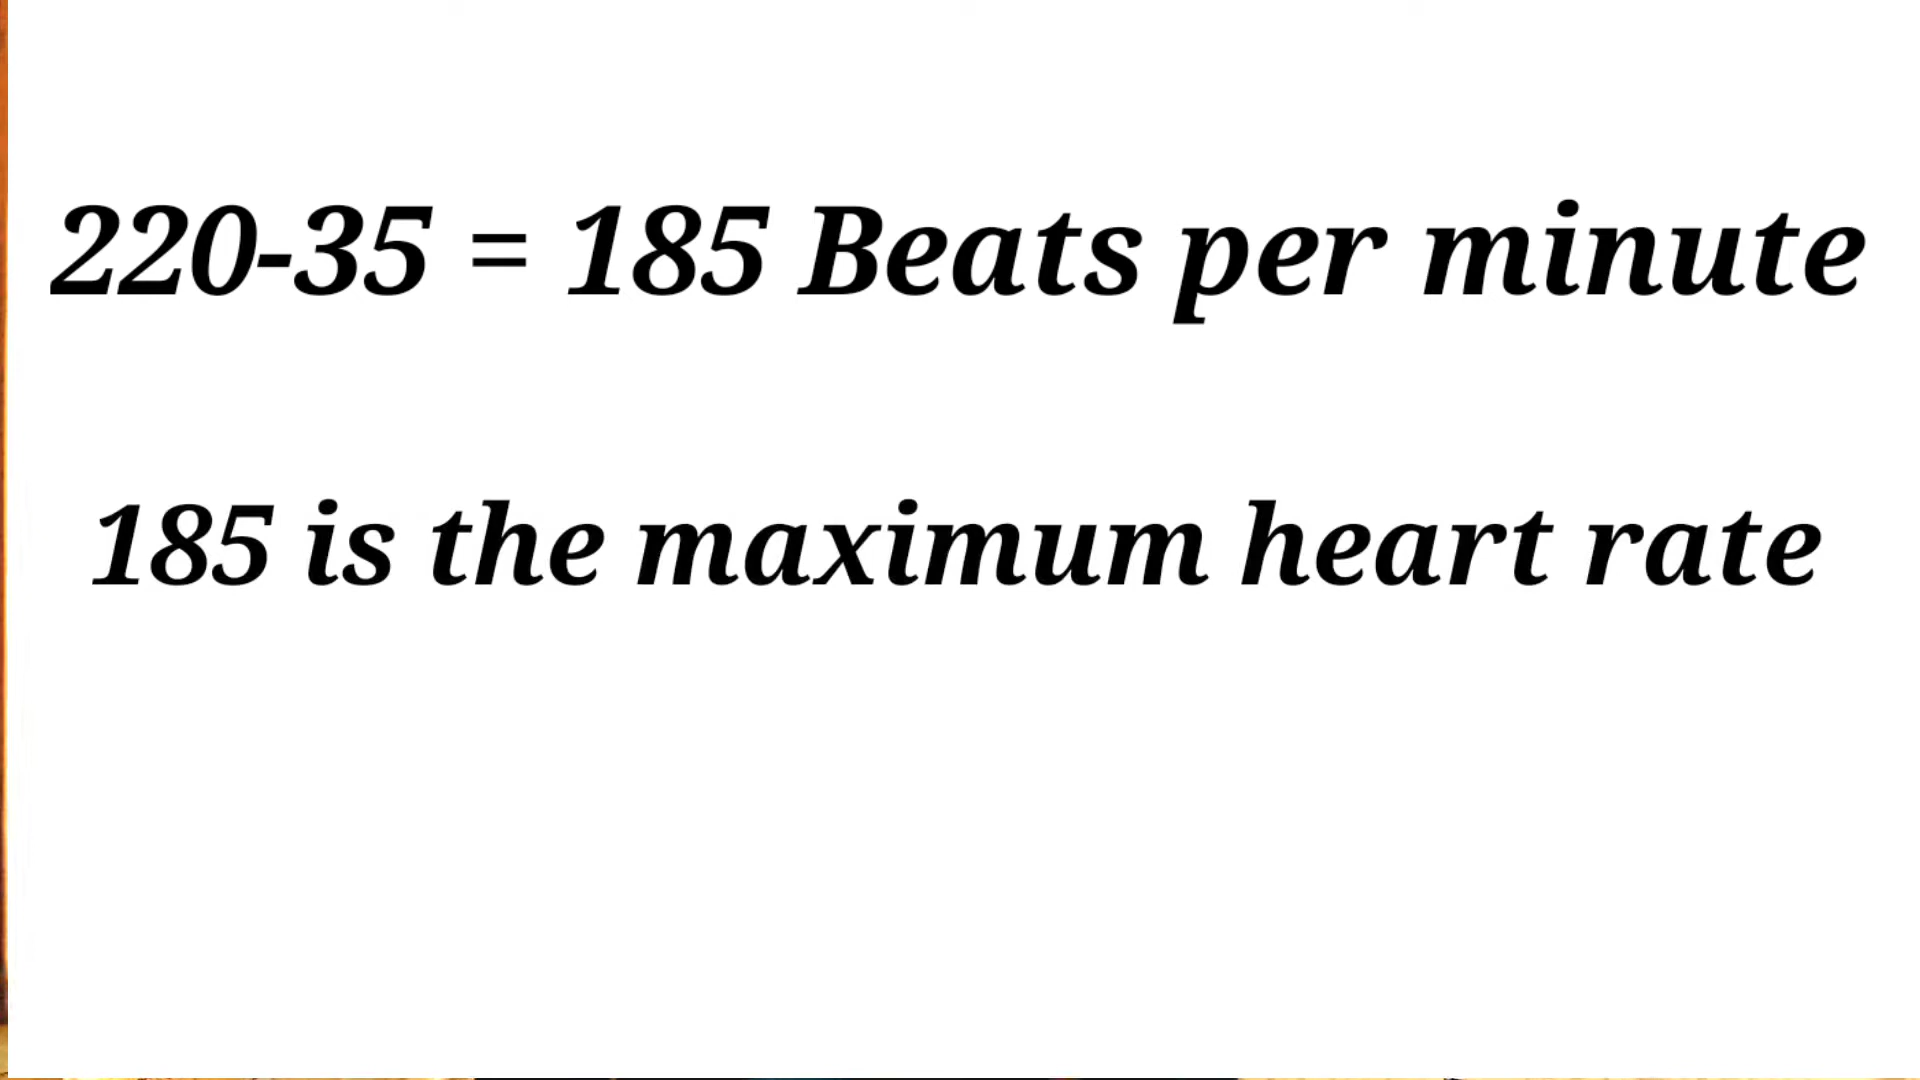 220-35 = 185 Beats per minute
185 is the maximum heart rate